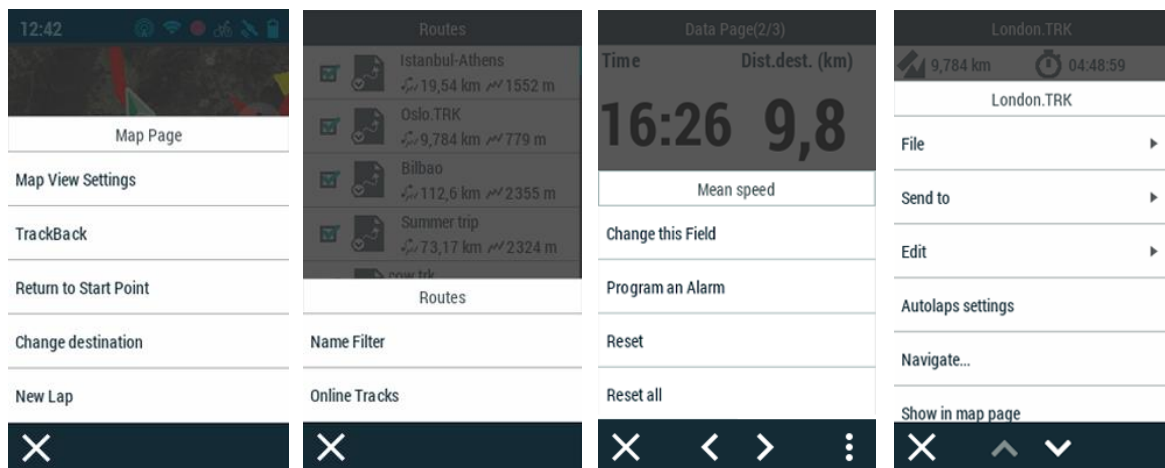 12:42
Map Page
Map View Settings
TrackBack
Return to Start Point
Change destination
New Lap
Routes
Istanbul-Athens
19,54 km 1552 m
Oslo.TRK
9,784 km 779 m
Bilbao
112,6 km 2355 m
Summer trip
73,17 km 2324 m
cow.trk
Routes
Name Filter
Online Tracks
Data Page(2/3)
Time Dist.dest. (km)
16:26 9,8
Mean speed
Change this Field
Program an Alarm
Reset
Reset all
London.TRK
9,784 km 04:48:59
London.TRK
File
Send to
Edit
Autolaps settings
Navigate...
Show in map page